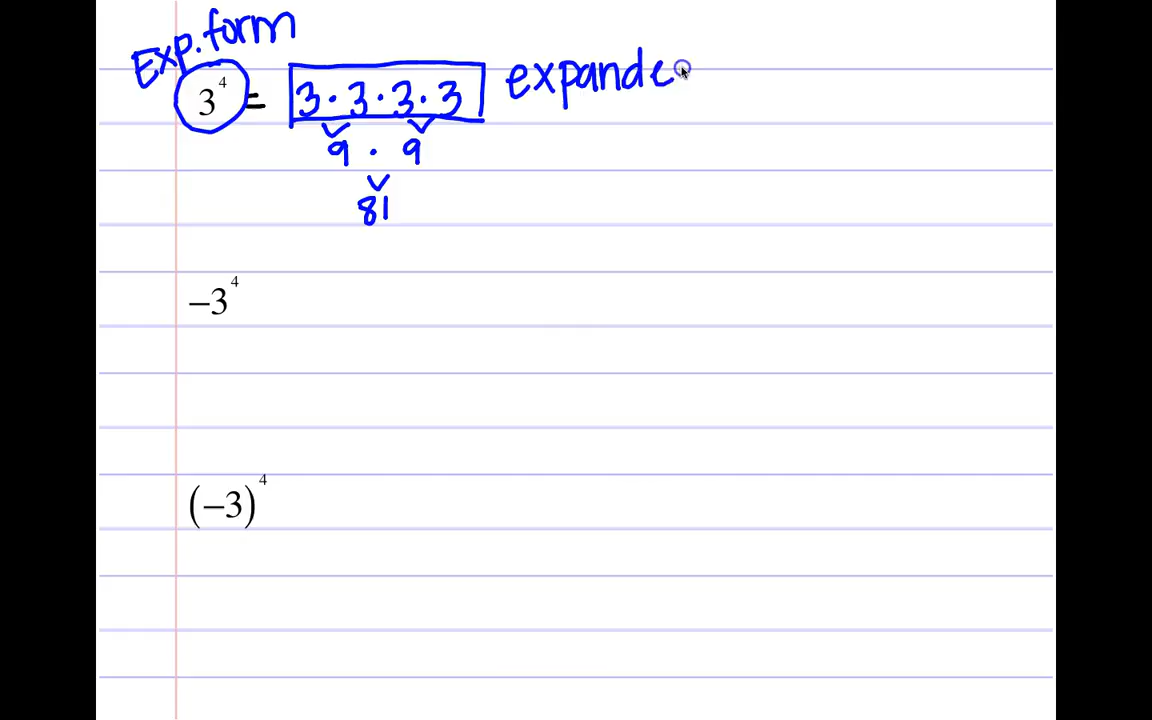 Exp. form
3⁴ = 3 · 3 · 3 · 3 expande
9 · 9
81
−3⁴
(−3)⁴